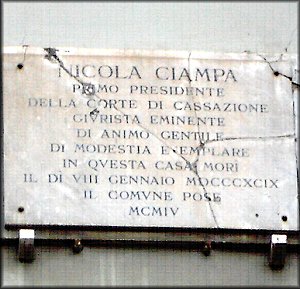 NICOLA CIAMPA
PRIMO PRESIDENTE
DELLA CORTE DI CASSAZIONE
GIVRISTA EMINENTE
DI ANIMO GENTILE
DI MODESTIA ESEMPLARE
IN QVESTA CASA MORÌ
IL DI VIII GENNAIO MDCCCXCIX
IL COMVNE POSE
MCMIV